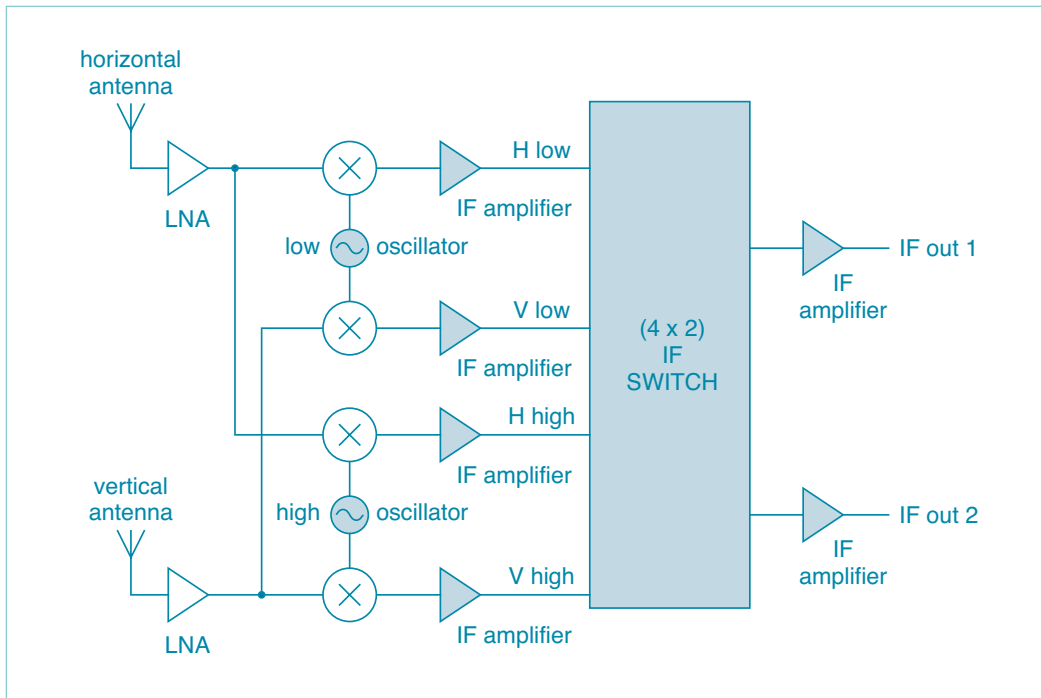 horizontal
antenna
LNA
H low
IF amplifier
low
oscillator
V low
IF amplifier
(4 x 2)
IF
SWITCH
IF out 1
IF
amplifier
H high
IF amplifier
vertical
antenna
high
oscillator
IF out 2
IF
amplifier
V high
IF amplifier
LNA